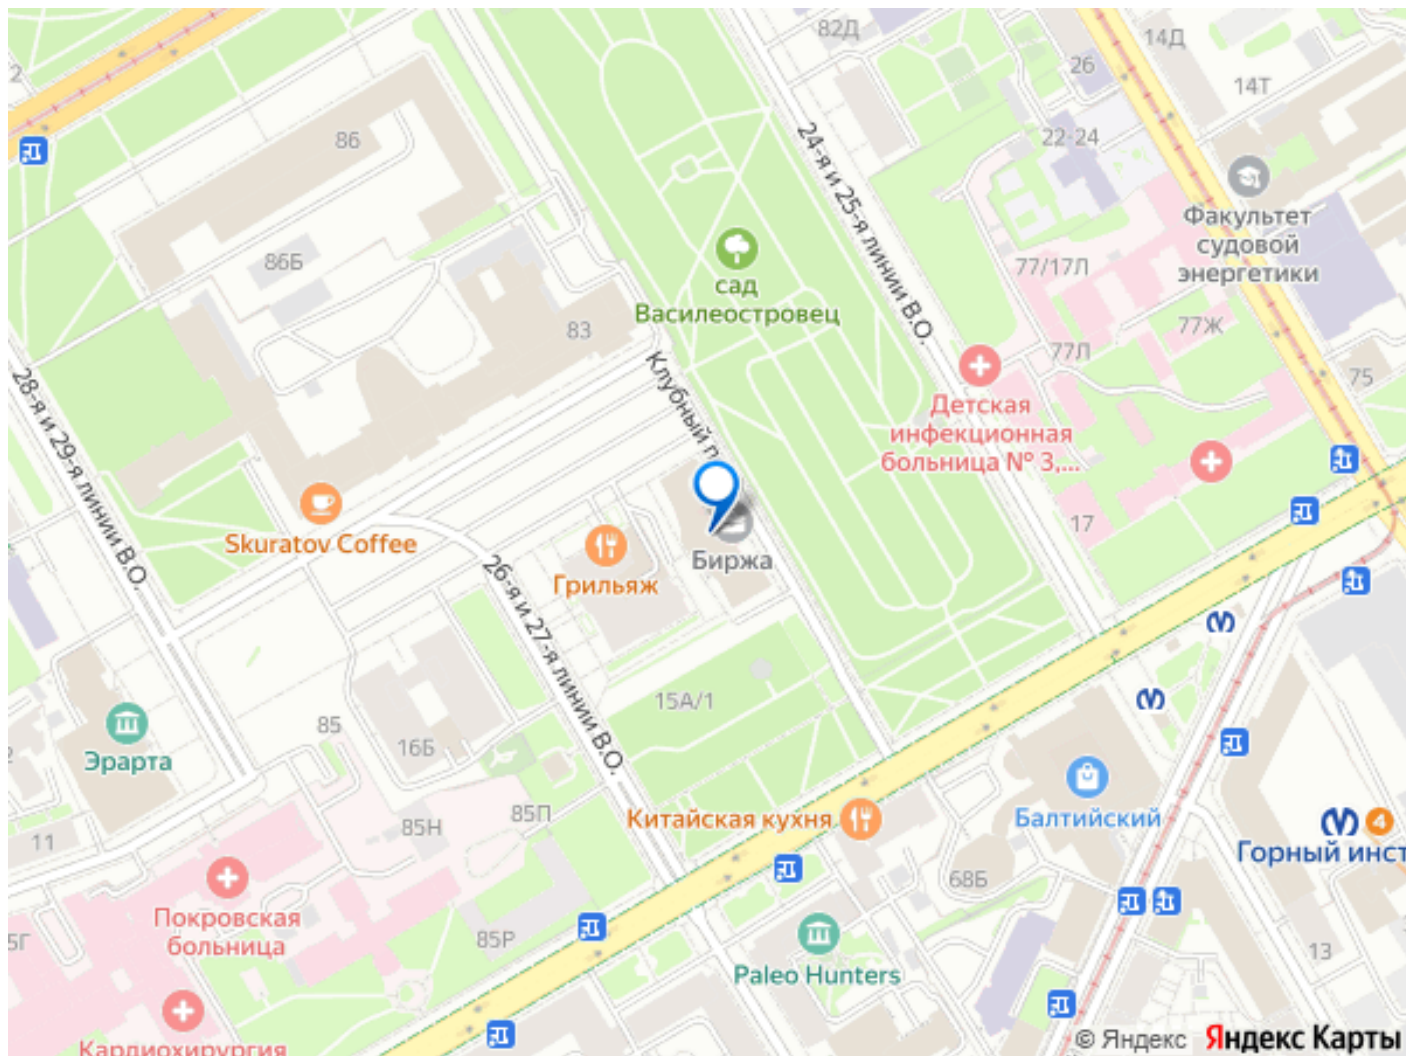 82Д
14Д
2
26
14Т
86
22-24
24-я и 25-я линии В.О.
Факультет
судовой
энергетики
86Б
сад
Василеостровец
77/17Л
83
77Ж
77Л
75
28-я и 29-я линии В.О.
Клубный п
Детская
инфекционная
больница № 3,...
Skuratov Coffee
17
Биржа
Грильяж
26-я и 27-я линии В.О.
15А/1
85
16Б
Эрарта
85П
Китайская кухня
Балтийский
85Н
11
4
Горный инст
68Б
Покровская
больница
5Г
85Р
13
Paleo Hunters
Кардиохирургия
© Яндекс Яндекс Карты